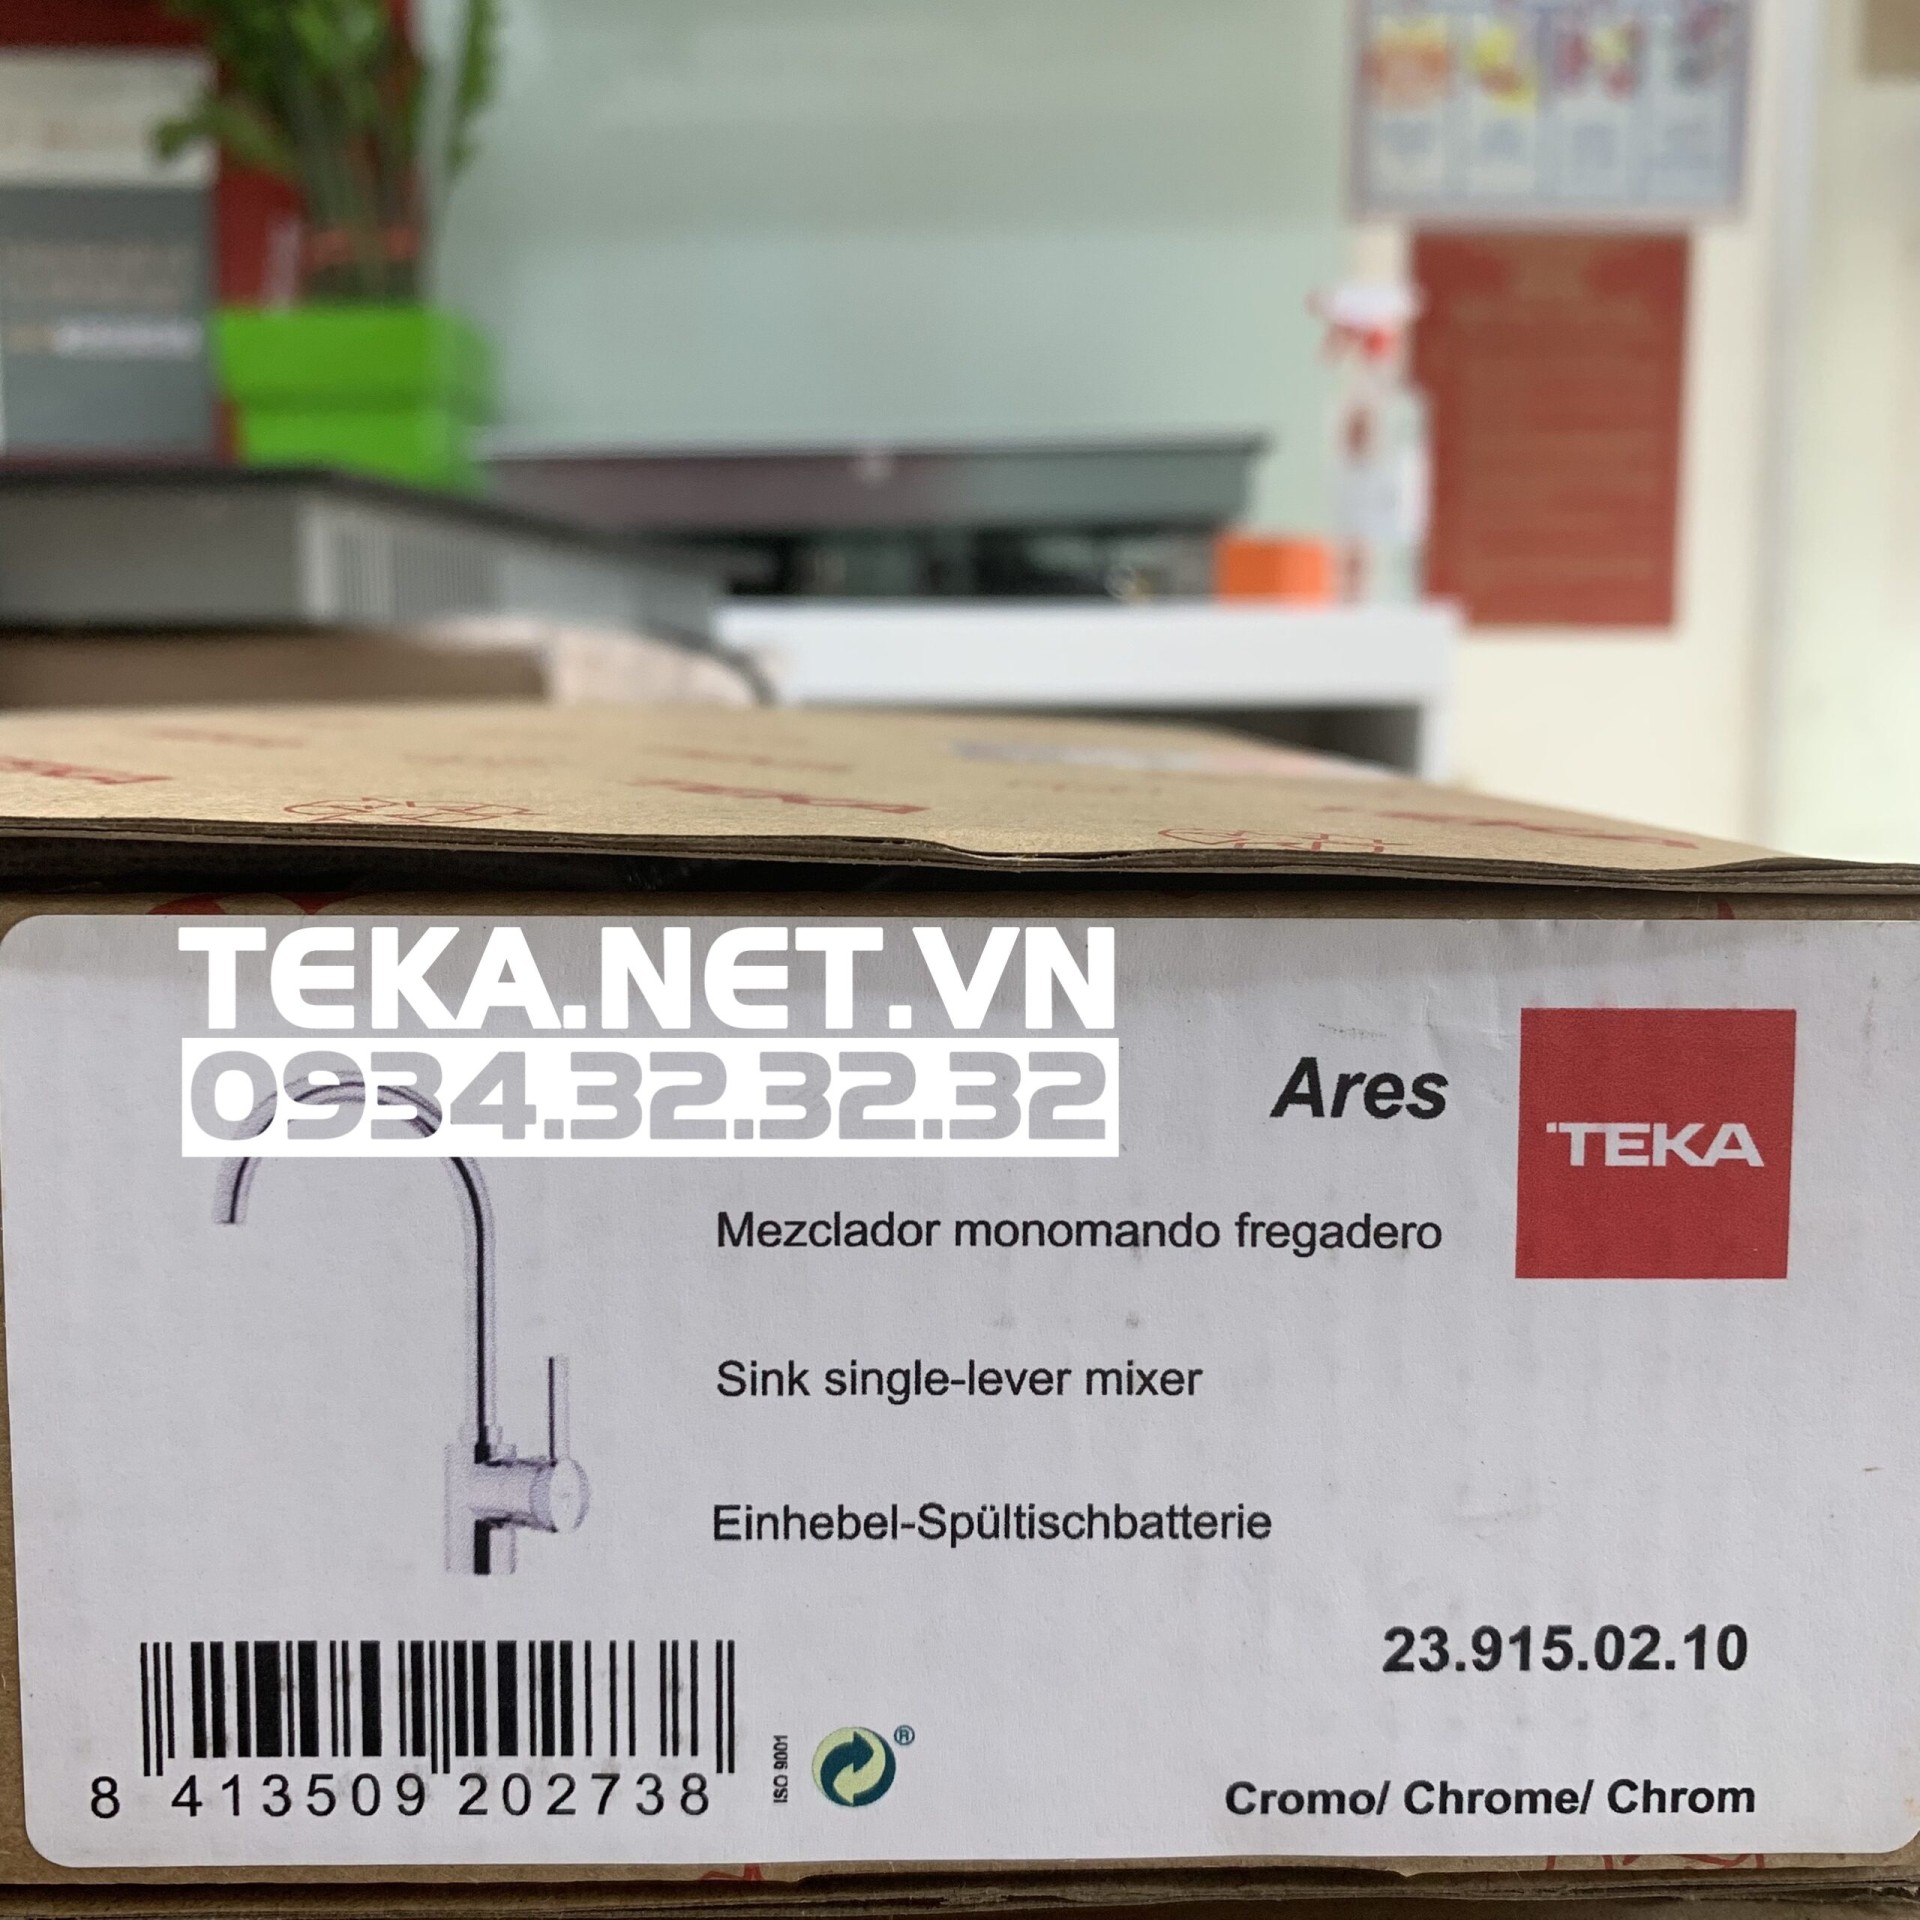 TEKA.NET.VN
0934.32.32.32
Ares
TEKA
Mezclador monomando fregadero
Sink single-lever mixer
Einhebel-Spültischbatterie
23.915.02.10
8 413509 202738
ISO 9001
®
Cromo/ Chrome/ Chrom